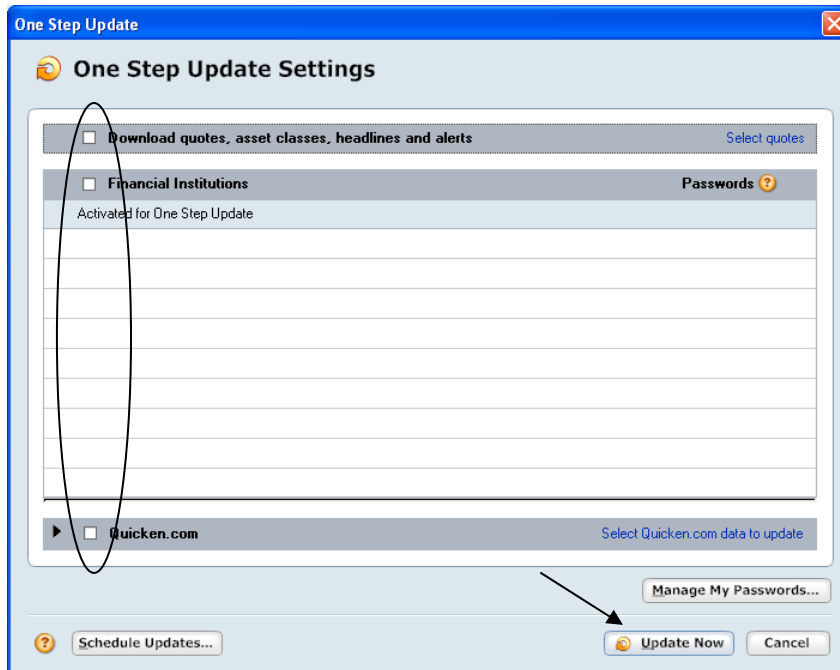 One Step Update
One Step Update Settings
Download quotes, asset classes, headlines and alerts Select quotes
Financial Institutions Passwords ?
Activated for One Step Update
Quicken.com Select Quicken.com data to update
Manage My Passwords...
? Schedule Updates... Update Now Cancel